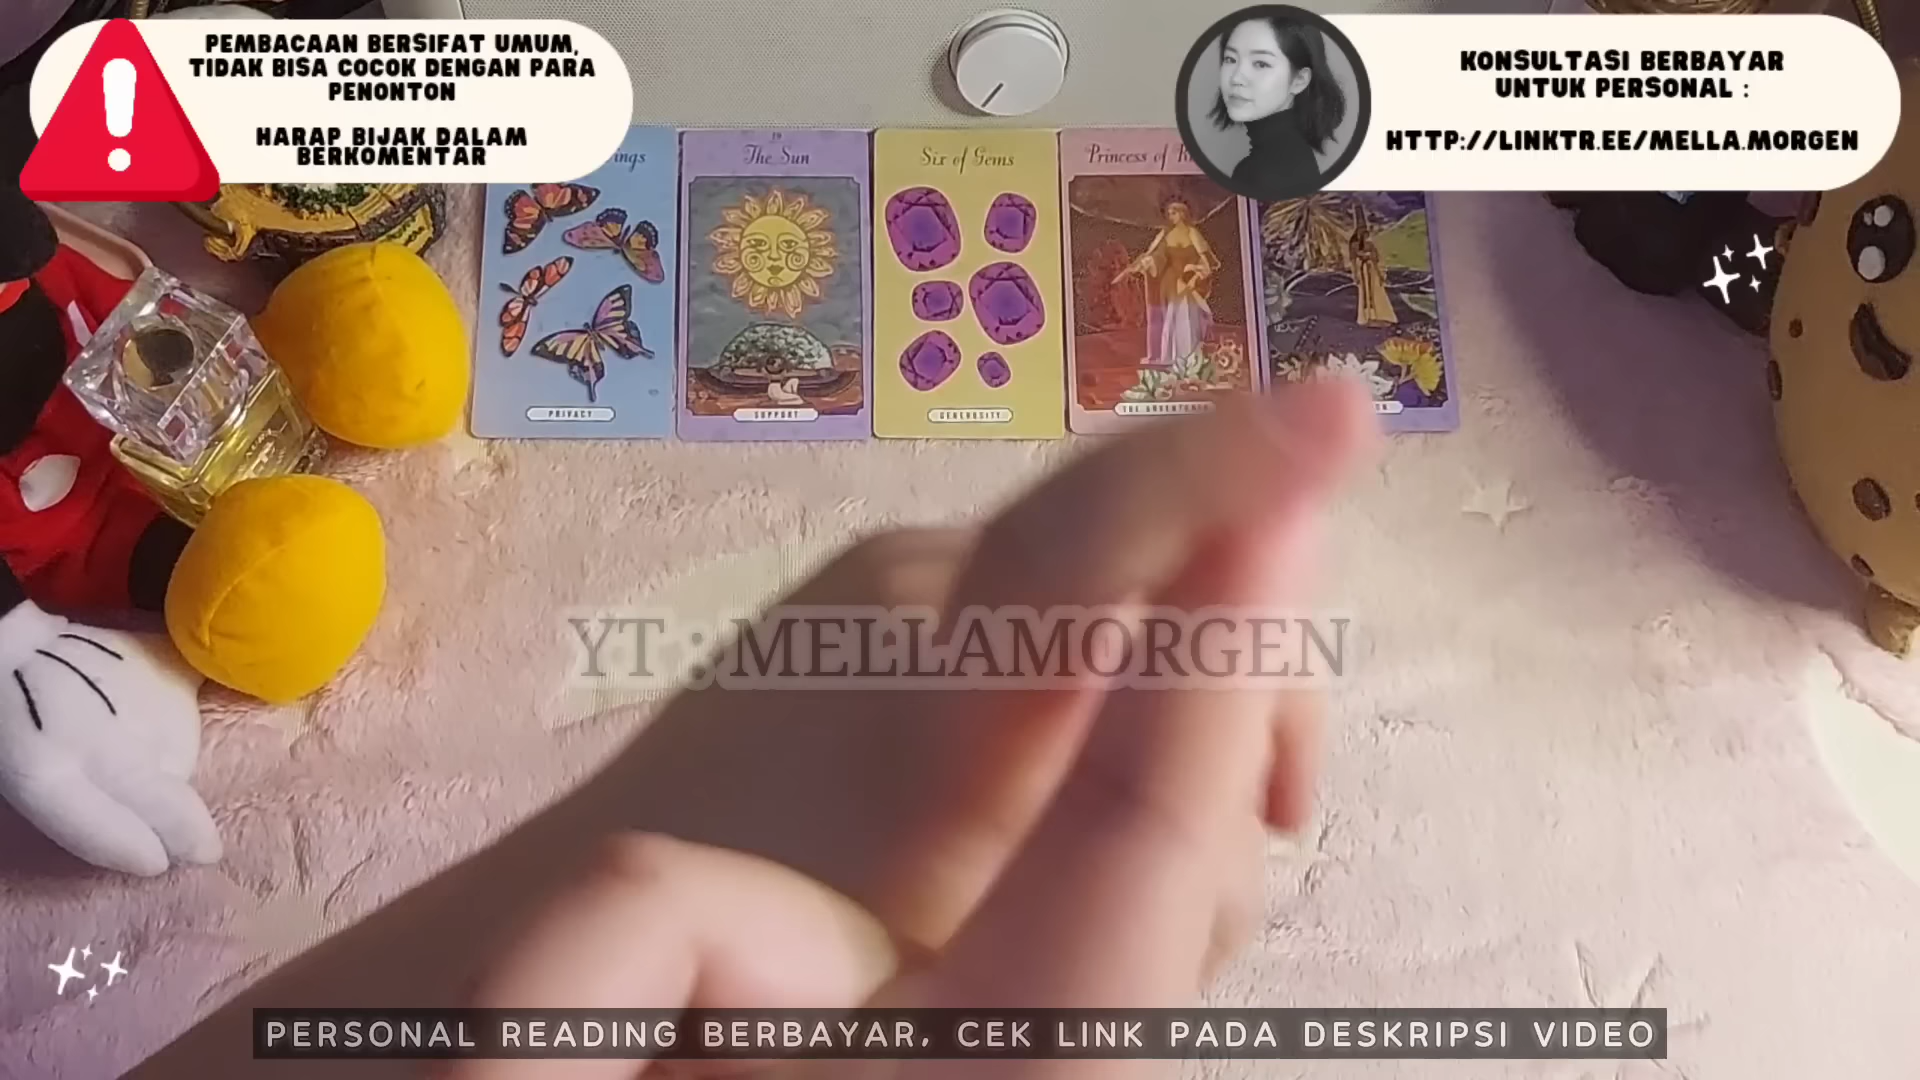 PEMBACAAN BERSIFAT UMUM,
TIDAK BISA COCOK DENGAN PARA
PENONTON
HARAP BIJAK DALAM
BERKOMENTAR
KONSULTASI BERBAYAR
UNTUK PERSONAL :
HTTP://LINKTR.EE/MELLA.MORGEN
19
The Sun
Six of Gems
Princess of
PRIVACY
SUPPORT
GENEROSITY
YT : MELLAMORGEN
PERSONAL READING BERBAYAR, CEK LINK PADA DESKRIPSI VIDEO